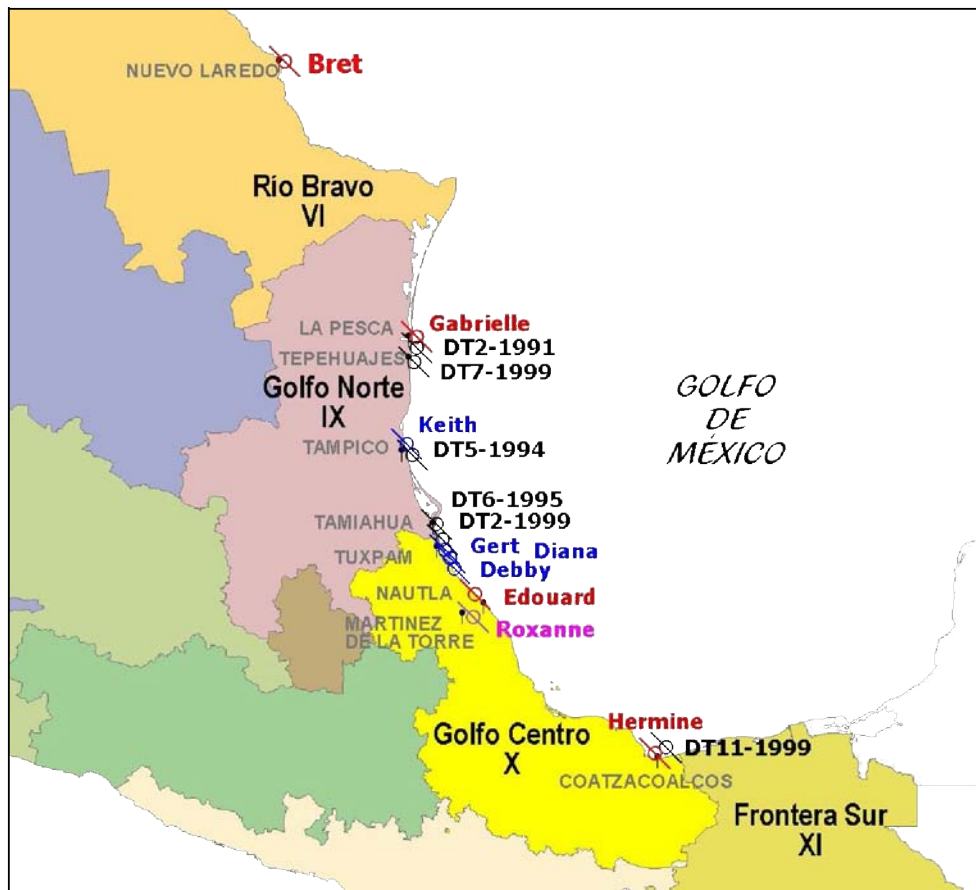 Bret
NUEVO LAREDO
Río Bravo
VI
LA PESCA
Gabrielle
DT2-1991
TEPEHUAJES
DT7-1999
Golfo Norte
IX
GOLFO
DE
MÉXICO
Keith
TAMPICO
DT5-1994
DT6-1995
TAMIAHUA
DT2-1999
TUXPAM
Gert
Diana
Debby
NAUTLA
Edouard
MARTINEZ
DE LA TORRE
Roxanne
Hermine
Golfo Centro
X
DT11-1999
COATZACOALCOS
Frontera Sur
XI